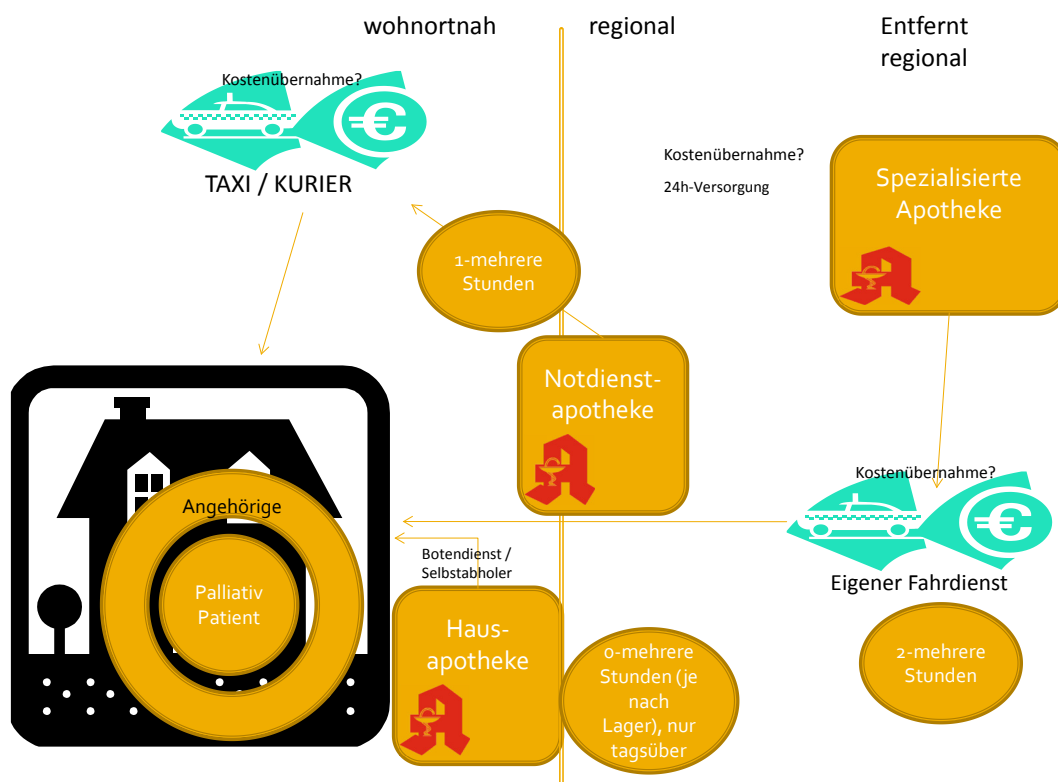 wohnortnah
regional
Entfernt
regional
Kostenübernahme?
TAXI / KURIER
Kostenübernahme?
24h-Versorgung
Spezialisierte
Apotheke
1-mehrere
Stunden
Notdienst-
apotheke
Kostenübernahme?
Eigener Fahrdienst
2-mehrere
Stunden
Angehörige
Palliativ
Patient
Botendienst /
Selbstabholer
Haus-
apotheke
0-mehrere
Stunden (je
nach
Lager), nur
tagsüber